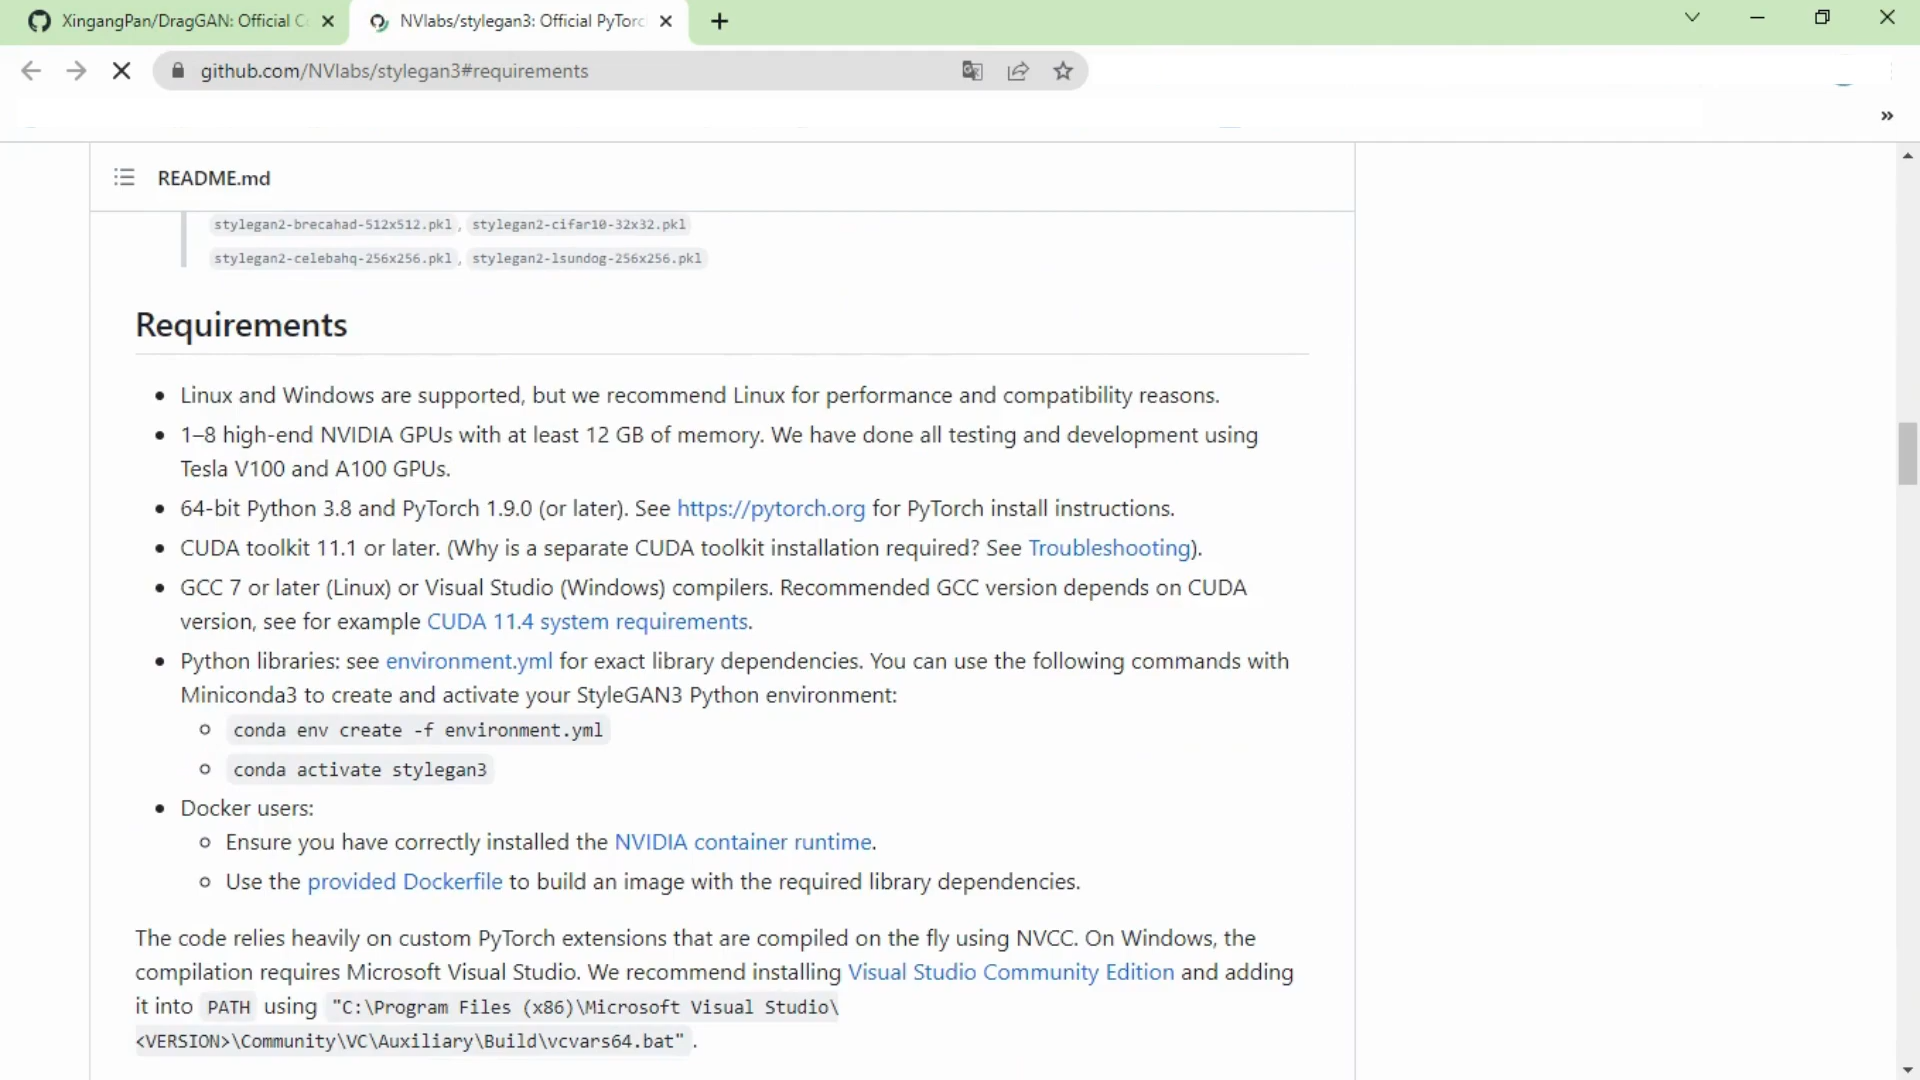 XingangPan/DragGAN: Official C
NVlabs/stylegan3: Official PyTorc
github.com/NVlabs/stylegan3#requirements
»
README.md
stylegan2-brecahad-512x512.pkl , stylegan2-cifar10-32x32.pkl
stylegan2-celebahq-256x256.pkl , stylegan2-lsundog-256x256.pkl
Requirements
• Linux and Windows are supported, but we recommend Linux for performance and compatibility reasons.
• 1–8 high-end NVIDIA GPUs with at least 12 GB of memory. We have done all testing and development using
Tesla V100 and A100 GPUs.
• 64-bit Python 3.8 and PyTorch 1.9.0 (or later). See https://pytorch.org for PyTorch install instructions.
• CUDA toolkit 11.1 or later. (Why is a separate CUDA toolkit installation required? See Troubleshooting).
• GCC 7 or later (Linux) or Visual Studio (Windows) compilers. Recommended GCC version depends on CUDA
version, see for example CUDA 11.4 system requirements.
• Python libraries: see environment.yml for exact library dependencies. You can use the following commands with
Miniconda3 to create and activate your StyleGAN3 Python environment:
conda env create -f environment.yml
conda activate stylegan3
• Docker users:
Ensure you have correctly installed the NVIDIA container runtime.
Use the provided Dockerfile to build an image with the required library dependencies.
The code relies heavily on custom PyTorch extensions that are compiled on the fly using NVCC. On Windows, the
compilation requires Microsoft Visual Studio. We recommend installing Visual Studio Community Edition and adding
it into PATH using "C:\Program Files (x86)\Microsoft Visual Studio\
<VERSION>\Community\VC\Auxiliary\Build\vcvars64.bat" .